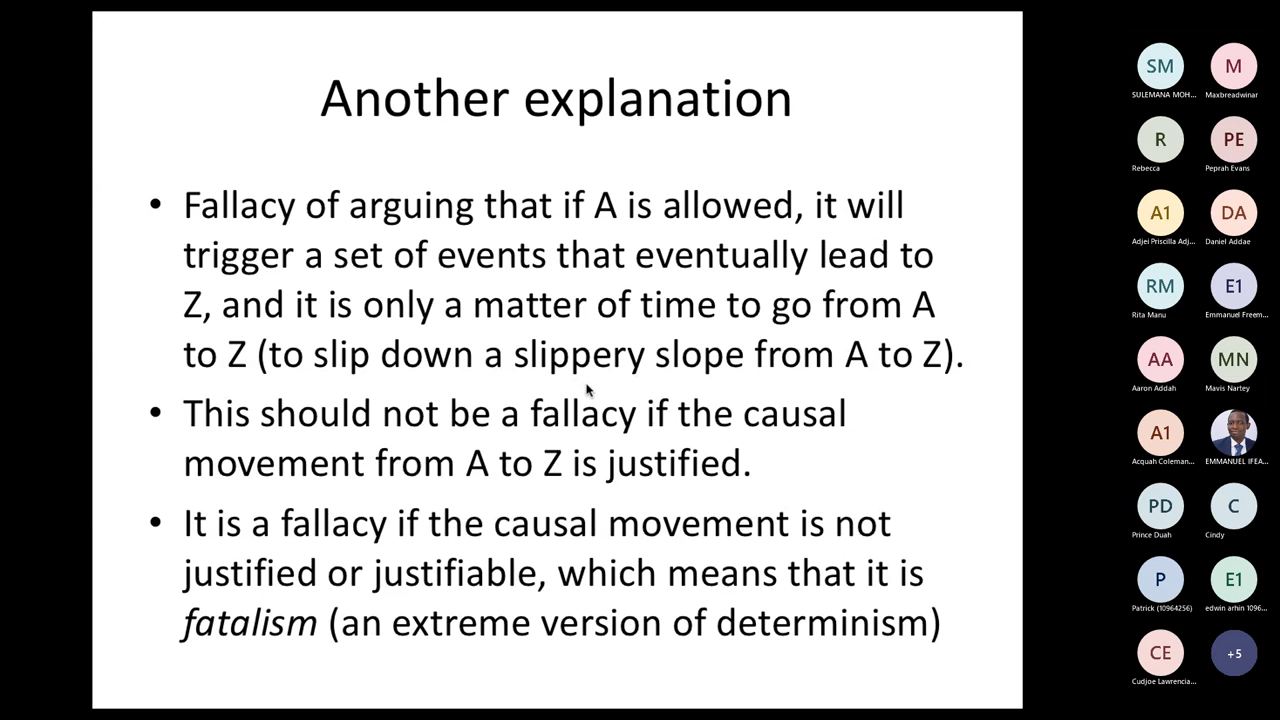 Another explanation
• Fallacy of arguing that if A is allowed, it will
trigger a set of events that eventually lead to
Z, and it is only a matter of time to go from A
to Z (to slip down a slippery slope from A to Z).
• This should not be a fallacy if the causal
movement from A to Z is justified.
• It is a fallacy if the causal movement is not
justified or justifiable, which means that it is
fatalism (an extreme version of determinism)
SM M
SULEMANA MOH... Maxbreadwinar
R PE
Rebecca Peprah Evans
A1 DA
Adjei Priscilla Adj... Daniel Addae
RM E1
Rita Manu Emmanuel Freem...
AA MN
Aaron Addah Mavis Nartey
A1
Acquah Coleman... EMMANUEL IFEA...
PD C
Prince Duah Cindy
P E1
Patrick (10964256) edwin arhin 1096...
CE +5
Cudjoe Lawrencia...